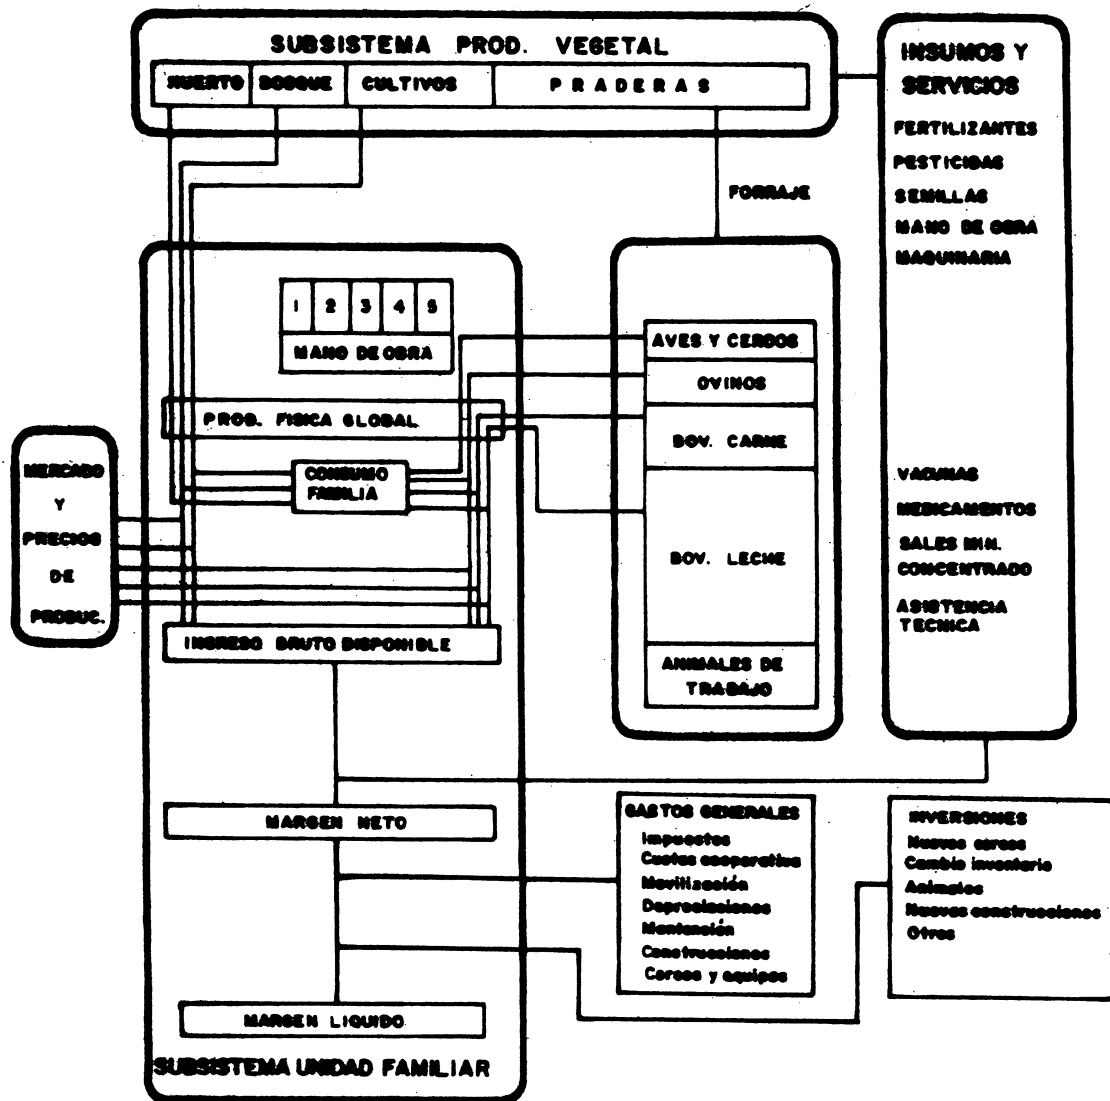 SUBSISTEMA PROD. VEGETAL
HUERTO
BOSQUE
CULTIVOS
PRADERAS
INSUMOS Y
SERVICIOS
FERTILIZANTES
PESTICIDAS
SEMILLAS
MANO DE OBRA
MAQUINARIA
VACUNAS
MEDICAMENTOS
SALES MIN.
CONCENTRADO
ASISTENCIA
TECNICA
FORRAJE
1 2 3 4 5
MANO DE OBRA
PROD. FISICA GLOBAL
CONSUMO
FAMILIA
MERCADO
Y
PRECIOS
DE
PRODUC.
INGRESO BRUTO DISPONIBLE
AVES Y CERDOS
OVINOS
BOV. CARNE
BOV. LECHE
ANIMALES DE
TRABAJO
MARGEN NETO
GASTOS GENERALES
Impuestos
Cuotas cooperativa
Movilización
Depreciaciones
Mantención
Construcciones
Cercos y equipos
INVERSIONES
Nuevos cercos
Cambio inventario
Animales
Nuevas construcciones
Otros
MARGEN LIQUIDO
SUBSISTEMA UNIDAD FAMILIAR